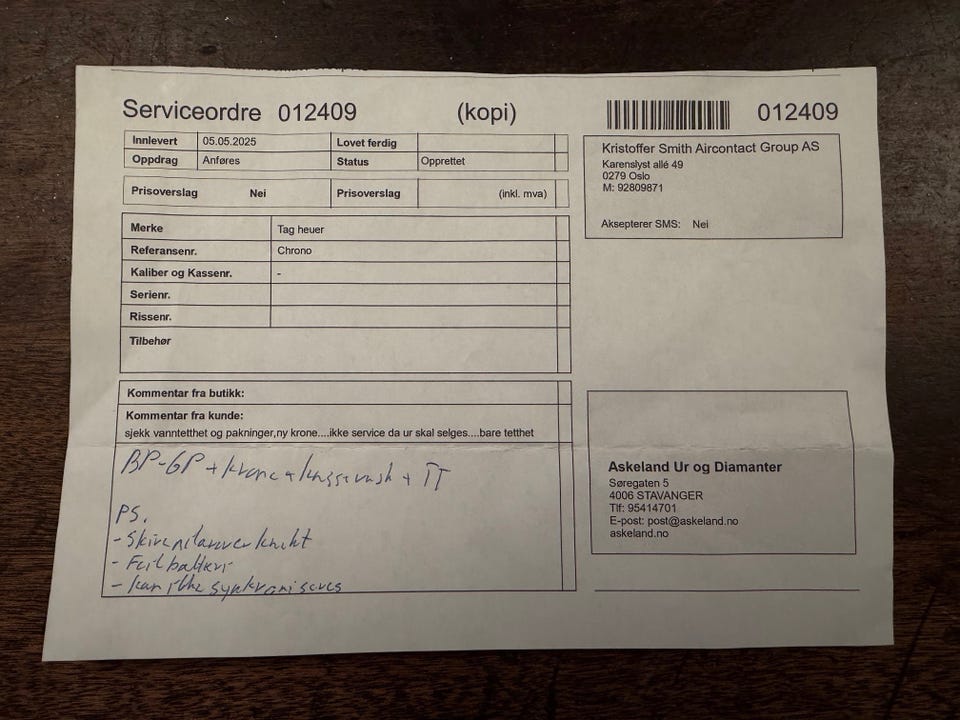 Serviceordre 012409 (kopi) 012409
Innlevert 05.05.2025 Lovet ferdig
Oppdrag Anføres Status Opprettet
Prisoverslag Nei Prisoverslag (inkl. mva)
Merke Tag heuer
Referansenr. Chrono
Kaliber og Kassenr. -
Serienr.
Rissenr.
Tilbehør
Kommentar fra butikk:
Kommentar fra kunde:
sjekk vanntetthet og pakninger,ny krone....ikke service da ur skal selges....bare tetthet
BP-GP + krone + kassevask + TT
PS.
- Feil batteri
- kan ikke synkroniseres
Kristoffer Smith Aircontact Group AS
Karenslyst allé 49
0279 Oslo
M: 92809871
Aksepterer SMS: Nei
Askeland Ur og Diamanter
Søregaten 5
4006 STAVANGER
Tlf: 95414701
E-post: post@askeland.no
askeland.no